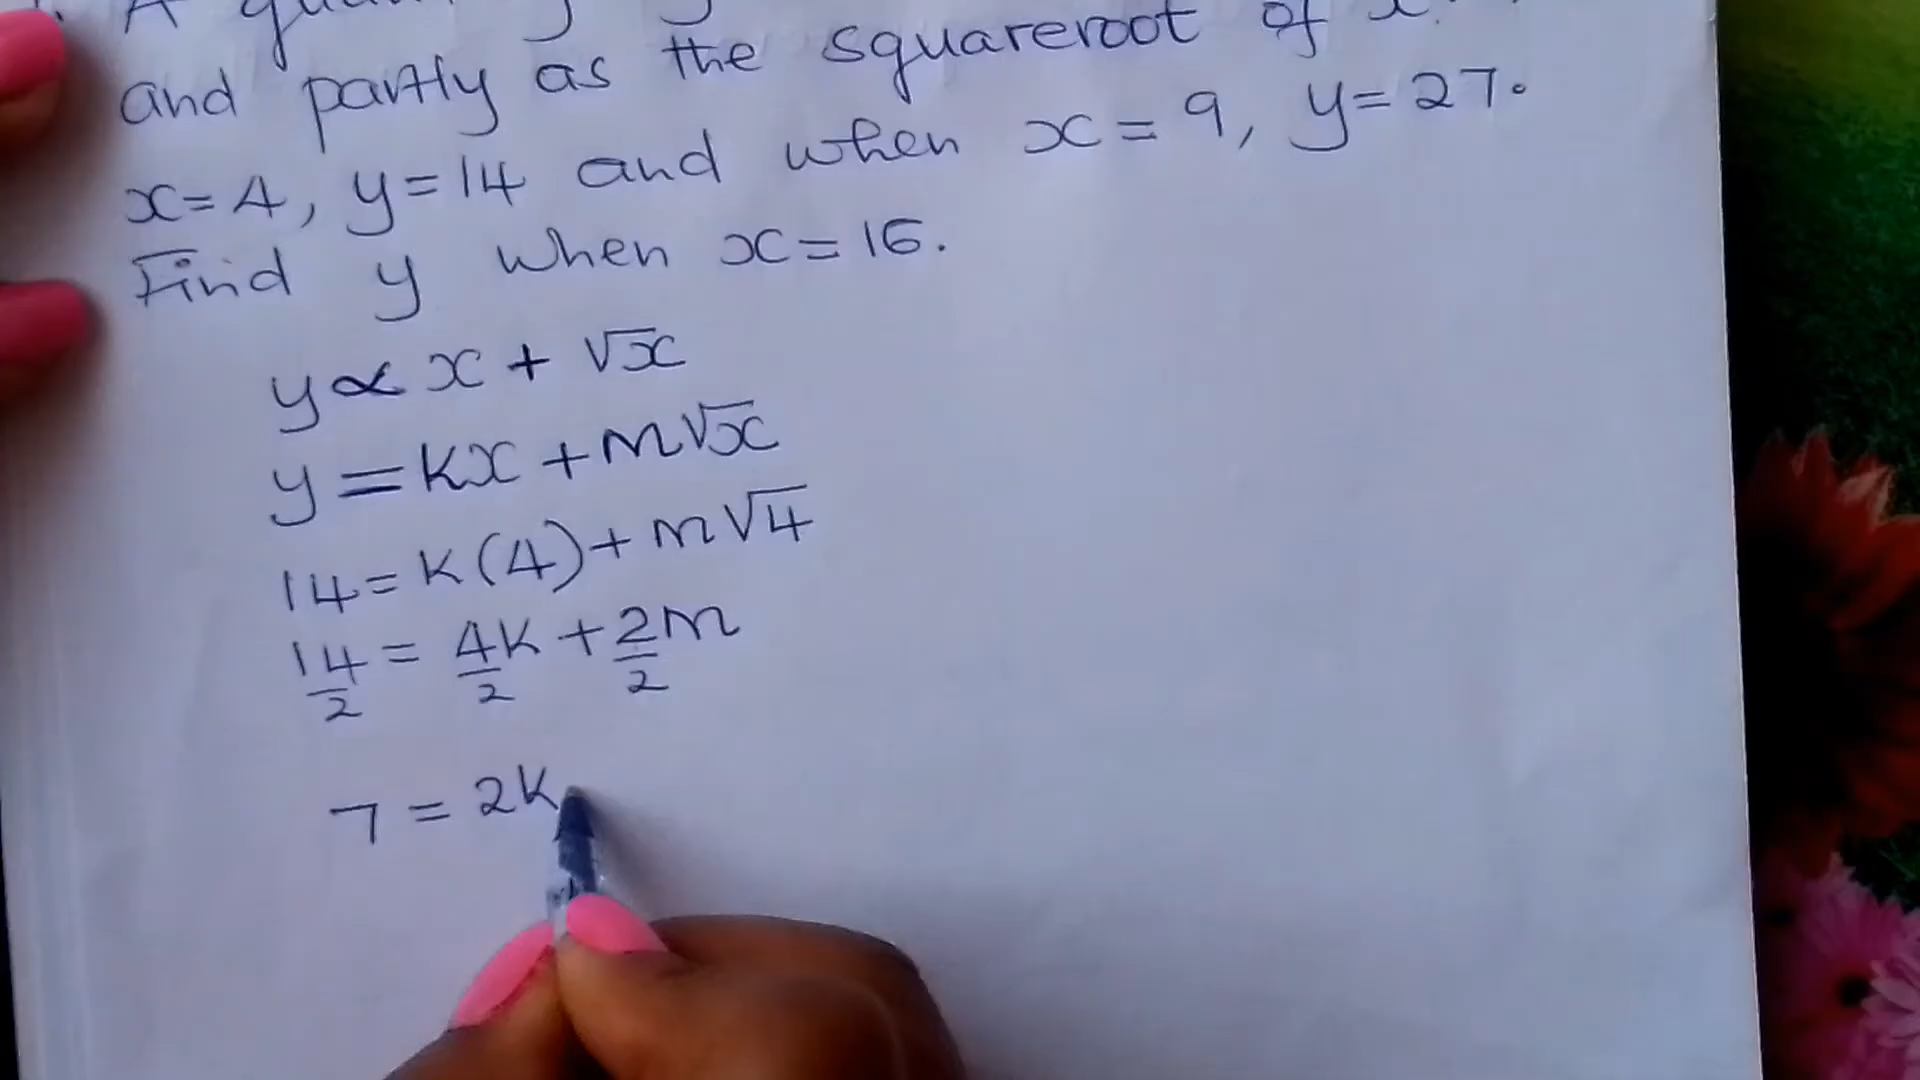 A
and partly as the squareroot of x.
x=4, y=14 and when x=9, y=27.
Find y when x=16.
y∝x+√x
y=kx+m√x
14=k(4)+m√4
14/2=4k/2+2m/2
7=2k